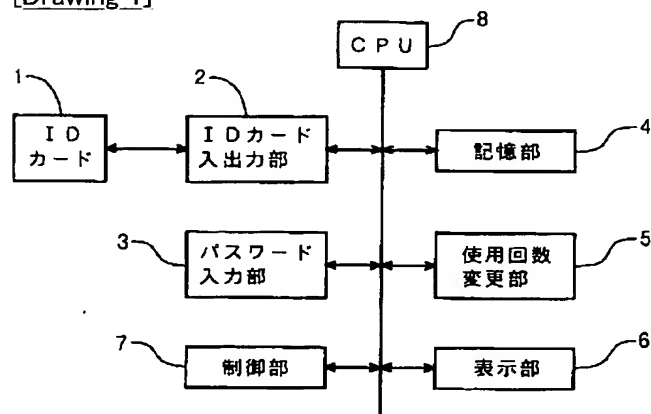 [Drawing 1]
8
CPU
1
2
ID
カード
IDカード
入出力部
4
記憶部
3
パスワード
入力部
5
使用回数
変更部
7
制御部
6
表示部